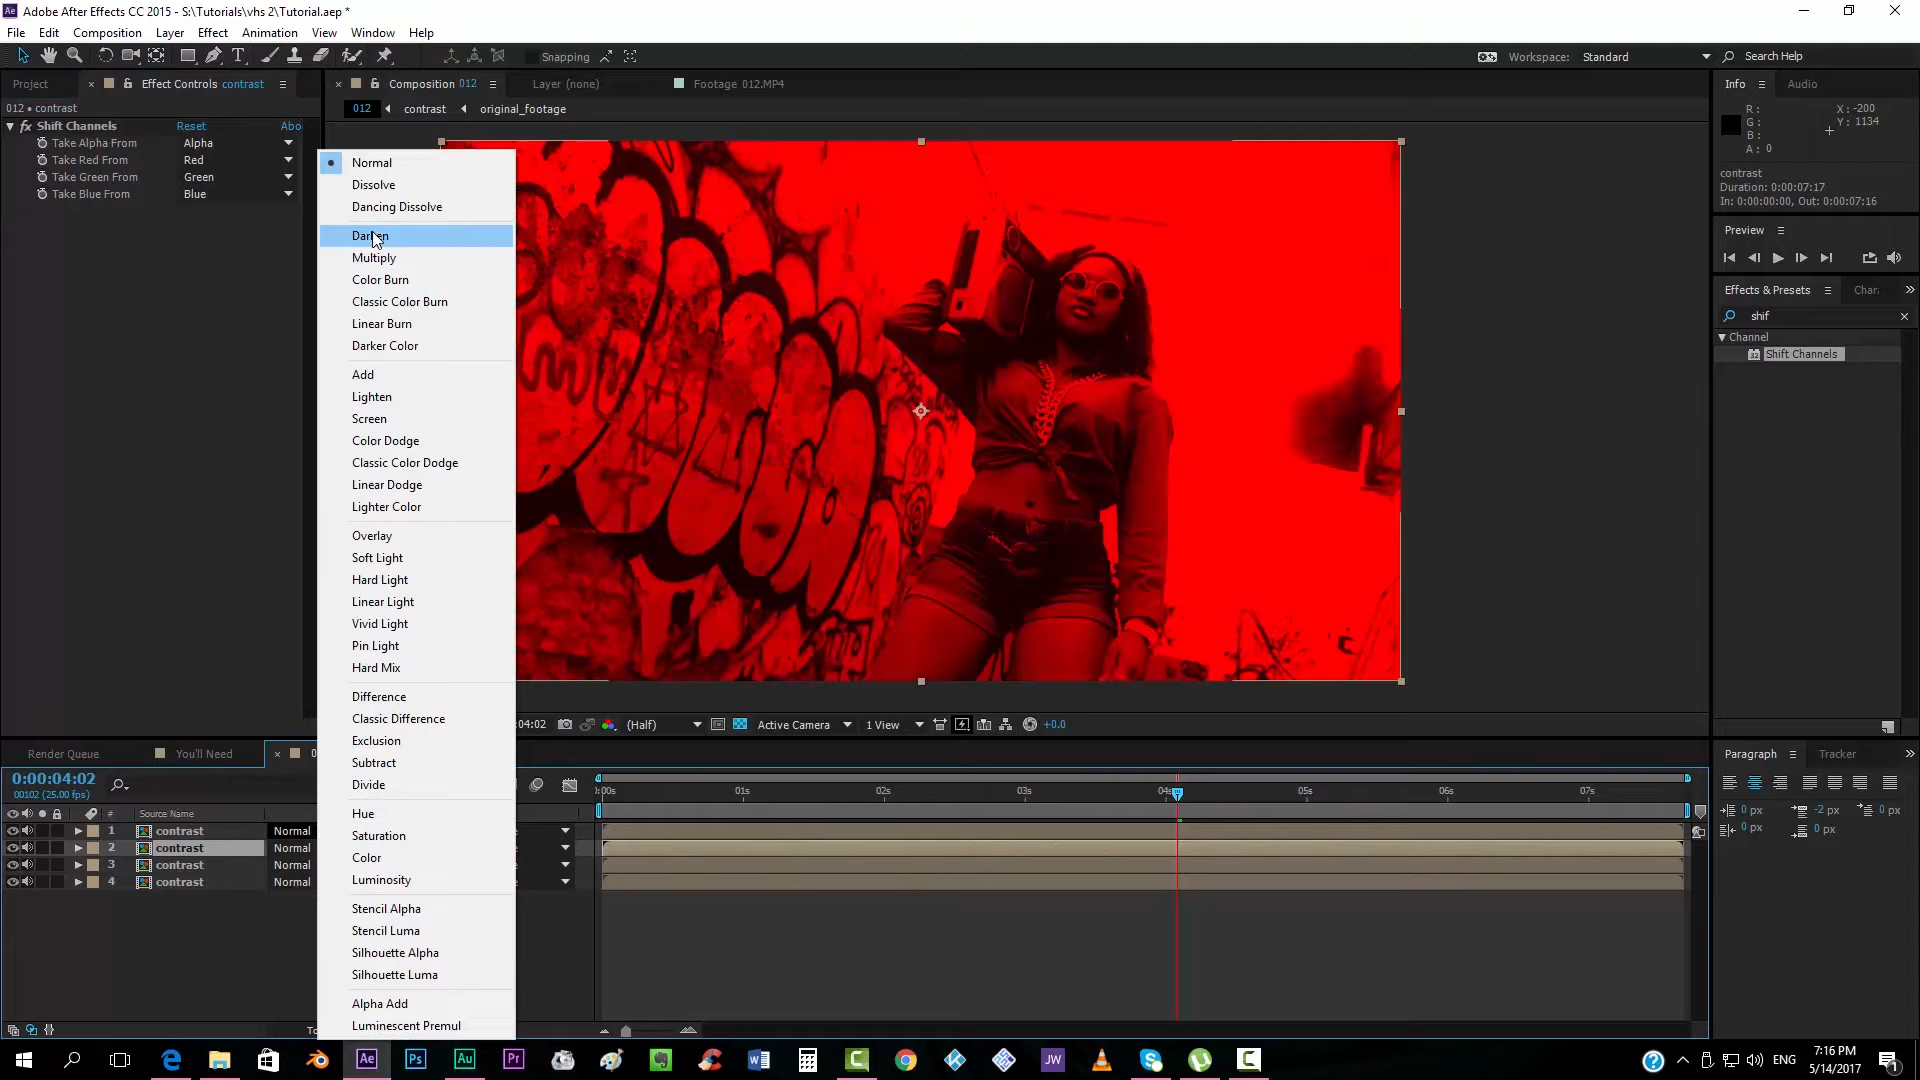 Adobe After Effects CC 2015 - S:\Tutorials\vhs 2\Tutorial.aep *
File Edit Composition Layer Effect Animation View Window Help
Snapping Workspace: Standard Search Help
Project Effect Controls contrast Composition 012 Layer (none) Footage 012.MP4 Info Audio
012 • contrast
012 contrast original_footage
R: X: -200
G: Y: 1134
B:
A: 0
fx Shift Channels Reset Abo
Take Alpha From Alpha
Take Red From Red
Take Green From Green
Take Blue From Blue
contrast
Duration: 0:00:07:17
In: 0:00:00:00, Out: 0:00:07:16
Preview
Effects & Presets Char
shif
Channel
32 Shift Channels
Normal
Dissolve
Dancing Dissolve
Darken
Multiply
Color Burn
Classic Color Burn
Linear Burn
Darker Color
Add
Lighten
Screen
Color Dodge
Classic Color Dodge
Linear Dodge
Lighter Color
Overlay
Soft Light
Hard Light
Linear Light
Vivid Light
Pin Light
Hard Mix
Difference
Classic Difference
Exclusion
Subtract
Divide
Hue
Saturation
Color
Luminosity
Stencil Alpha
Stencil Luma
Silhouette Alpha
Silhouette Luma
Alpha Add
Luminescent Premul
:04:02 (Half) Active Camera 1 View +0.0
Render Queue You'll Need 0
Paragraph Tracker
0:00:04:02
00102 (25.00 fps)
):00s 01s 02s 03s 04s 05s 06s 07s
0 px -2 px 0 px
0 px 0 px
# Source Name
1 contrast Normal
2 contrast Normal
3 contrast Normal
4 contrast Normal
To
Ae Ps Au Pr JW ENG
7:16 PM
5/14/2017
1